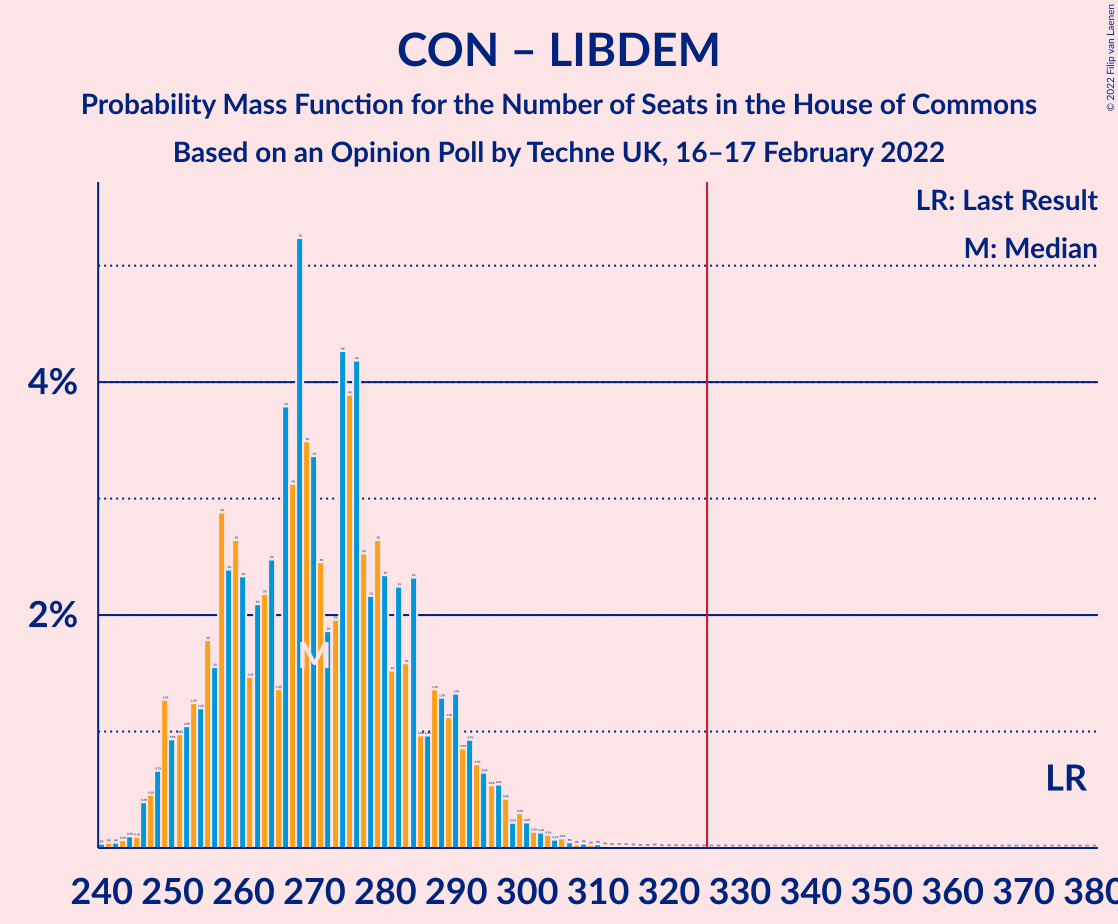 CON – LIBDEM
Probability Mass Function for the Number of Seats in the House of Commons
Based on an Opinion Poll by Techne UK, 16–17 February 2022
© 2022 Filip van Laenen
LR: Last Result
M: Median
4%
2%
M
LR
240 250 260 270 280 290 300 310 320 330 340 350 360 370 380